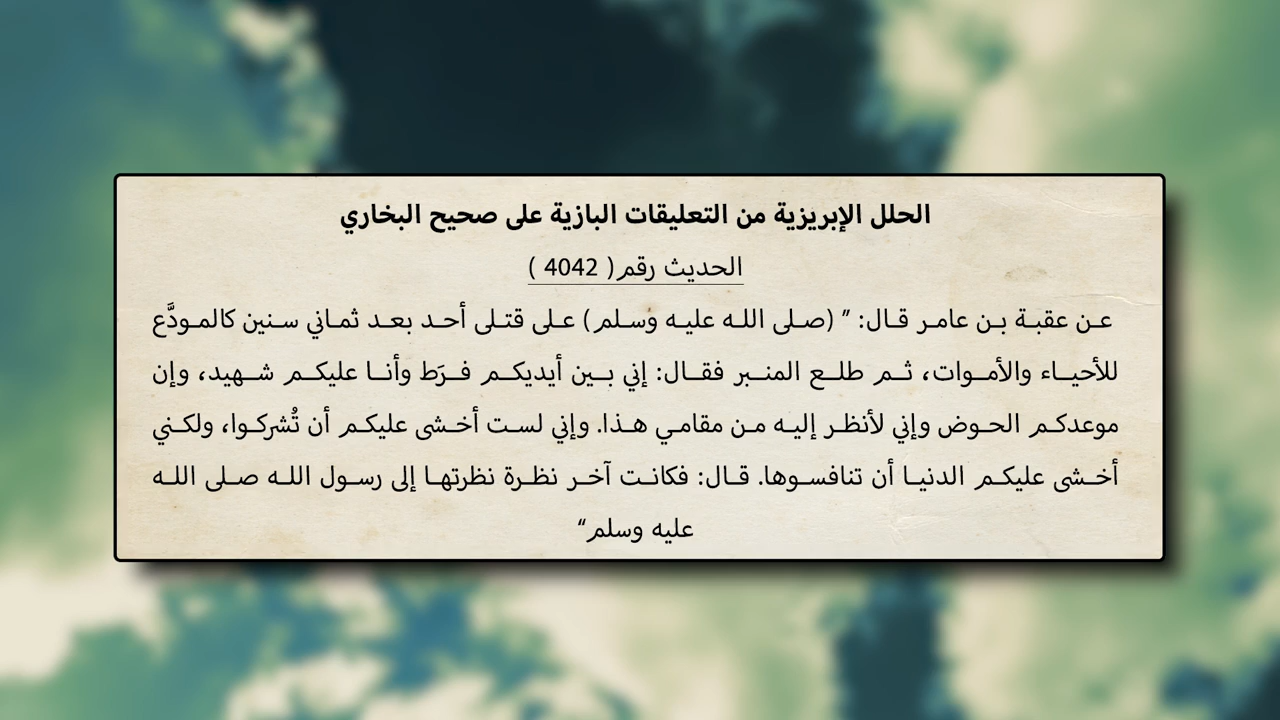 الحلل الإبريزية من التعليقات البازية على صحيح البخاري
الحديث رقم( 4042 )
عن عقبة بن عامر قال: " (صلى الله عليه وسلم) على قتلى أحد بعد ثماني سنين كالمودَّع
للأحياء والأموات، ثم طلع المنبر فقال: إني بين أيديكم فرَط وأنا عليكم شهيد، وإن
موعدكم الحوض وإني لأنظر إليه من مقامي هذا. وإني لست أخشى عليكم أن تُشركوا، ولكني
أخشى عليكم الدنيا أن تنافسوها. قال: فكانت آخر نظرة نظرتها إلى رسول الله صلى الله
عليه وسلم“